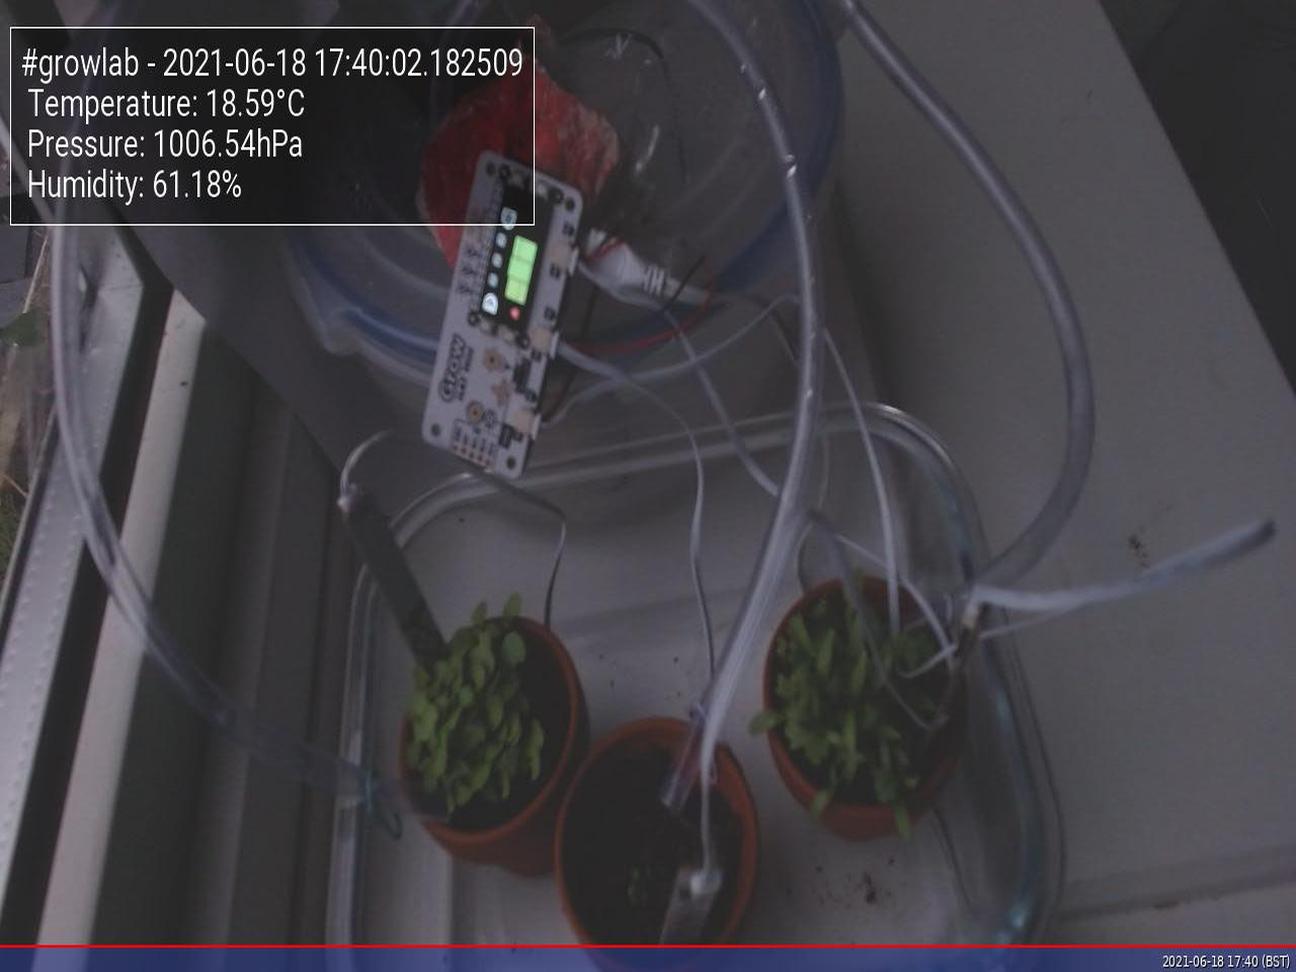 #growlab - 2021-06-18 17:40:02.182509
Temperature: 18.59°C
Pressure: 1006.54hPa
Humidity: 61.18%
Grow
2021-06-18 17:40 (BST)